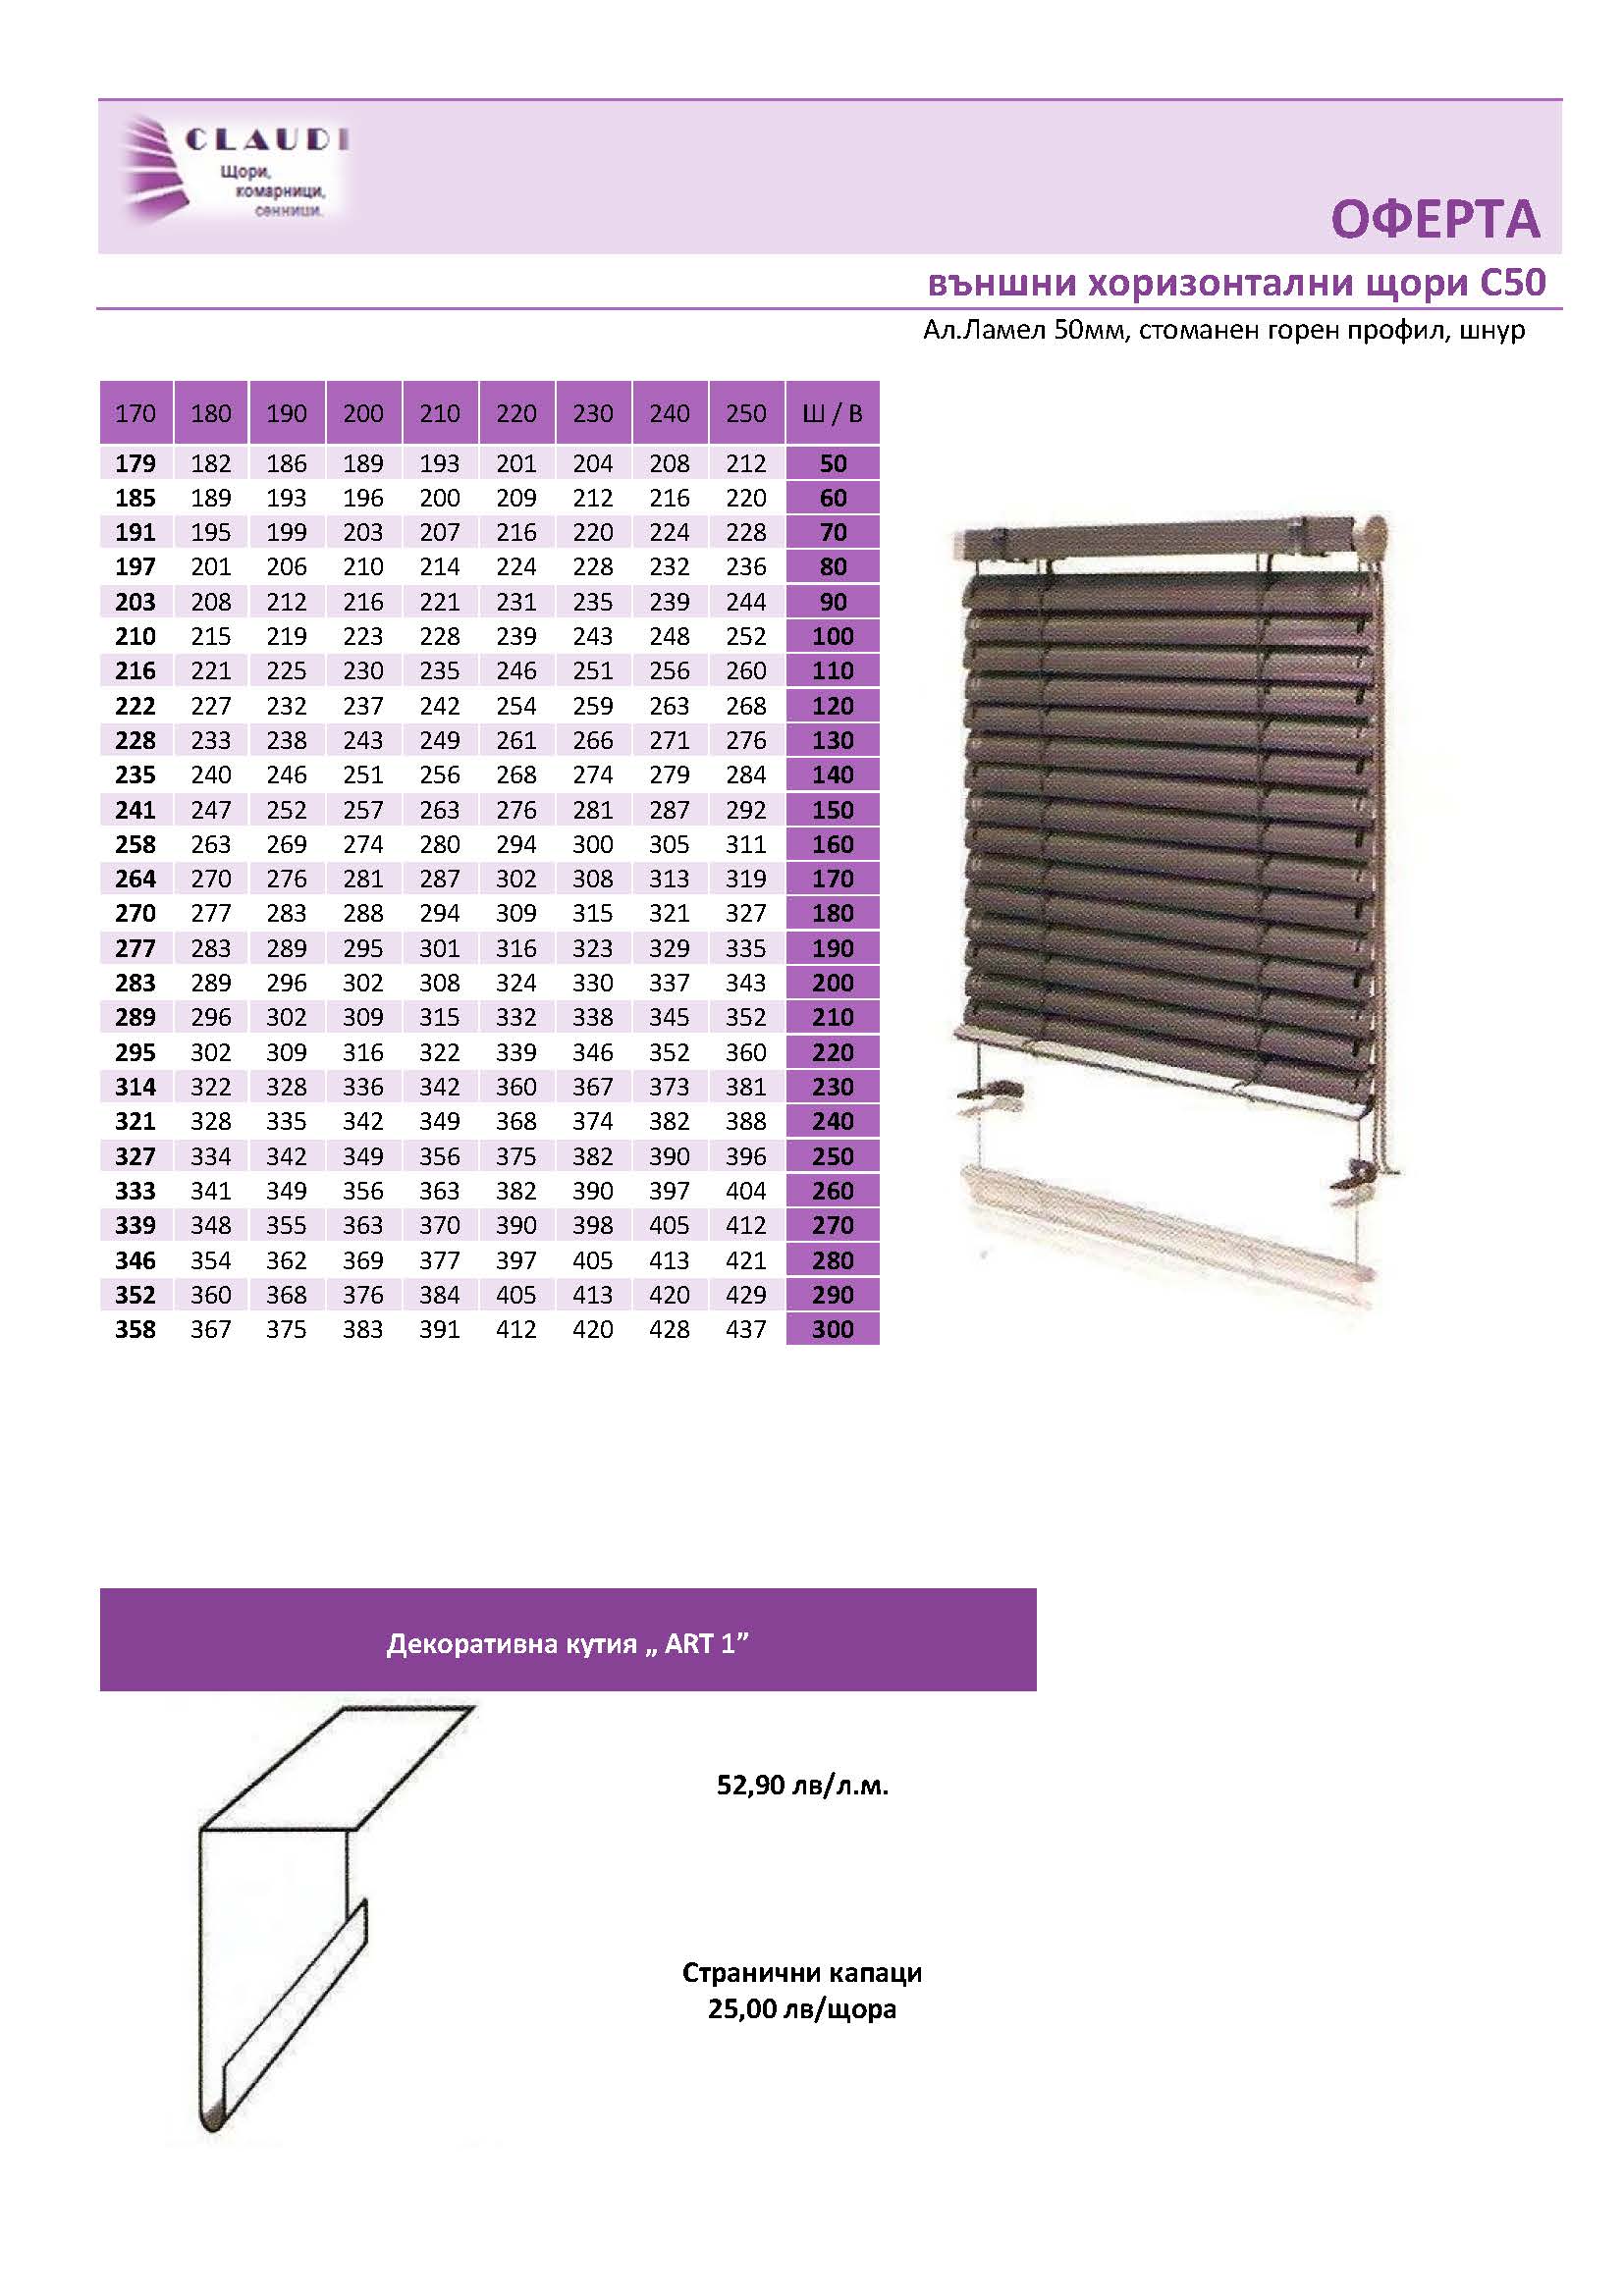 CLAUDI
Щори,
комарници,
сенници.
ОФЕРТА
външни хоризонтални щори С50
Ал.Ламел 50мм, стоманен горен профил, шнур
170 180 190 200 210 220 230 240 250 Ш / В
179 182 186 189 193 201 204 208 212 50
185 189 193 196 200 209 212 216 220 60
191 195 199 203 207 216 220 224 228 70
197 201 206 210 214 224 228 232 236 80
203 208 212 216 221 231 235 239 244 90
210 215 219 223 228 239 243 248 252 100
216 221 225 230 235 246 251 256 260 110
222 227 232 237 242 254 259 263 268 120
228 233 238 243 249 261 266 271 276 130
235 240 246 251 256 268 274 279 284 140
241 247 252 257 263 276 281 287 292 150
258 263 269 274 280 294 300 305 311 160
264 270 276 281 287 302 308 313 319 170
270 277 283 288 294 309 315 321 327 180
277 283 289 295 301 316 323 329 335 190
283 289 296 302 308 324 330 337 343 200
289 296 302 309 315 332 338 345 352 210
295 302 309 316 322 339 346 352 360 220
314 322 328 336 342 360 367 373 381 230
321 328 335 342 349 368 374 382 388 240
327 334 342 349 356 375 382 390 396 250
333 341 349 356 363 382 390 397 404 260
339 348 355 363 370 390 398 405 412 270
346 354 362 369 377 397 405 413 421 280
352 360 368 376 384 405 413 420 429 290
358 367 375 383 391 412 420 428 437 300
Декоративна кутия „ ART 1”
52,90 лв/л.м.
Странични капаци
25,00 лв/щора